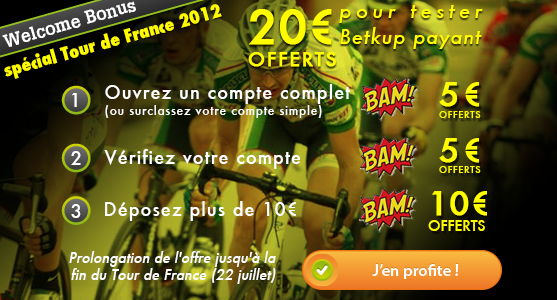 Welcome Bonus
spécial Tour de France 2012
20€ pour tester
OFFERTS Betkup payant
1 Ouvrez un compte complet BAM! 5€
(ou surclassez votre compte simple) OFFERTS
2 Vérifiez votre compte BAM! 5€
OFFERTS
3 Déposez plus de 10€ BAM! 10€
OFFERTS
Prolongation de l'offre jusqu'à la
fin du Tour de France (22 juillet)
J'en profite !